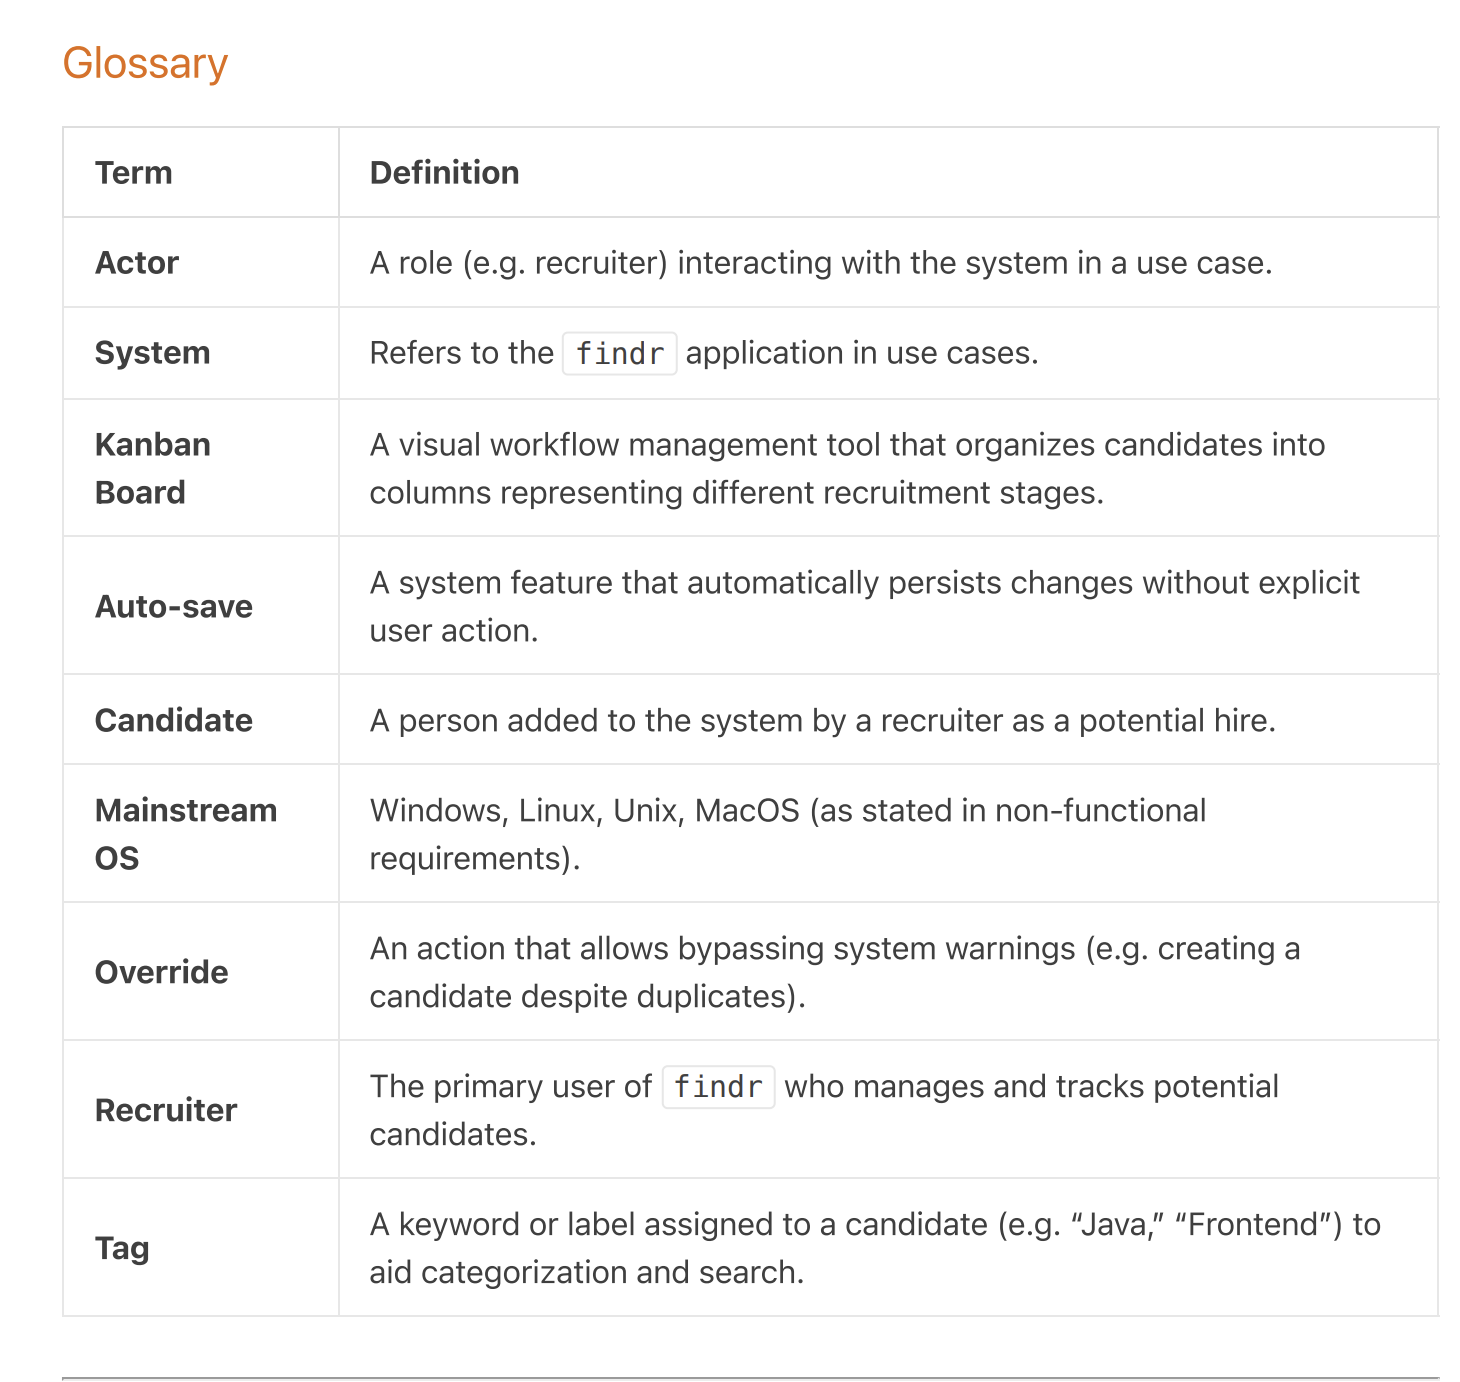 Glossary
Term Definition
Actor A role (e.g. recruiter) interacting with the system in a use case.
System Refers to the findr application in use cases.
Kanban
Board
A visual workflow management tool that organizes candidates into
columns representing different recruitment stages.
Auto-save
A system feature that automatically persists changes without explicit
user action.
Candidate A person added to the system by a recruiter as a potential hire.
Mainstream
OS
Windows, Linux, Unix, MacOS (as stated in non-functional
requirements).
Override
An action that allows bypassing system warnings (e.g. creating a
candidate despite duplicates).
Recruiter
The primary user of findr who manages and tracks potential
candidates.
Tag
A keyword or label assigned to a candidate (e.g. “Java,” “Frontend”) to
aid categorization and search.